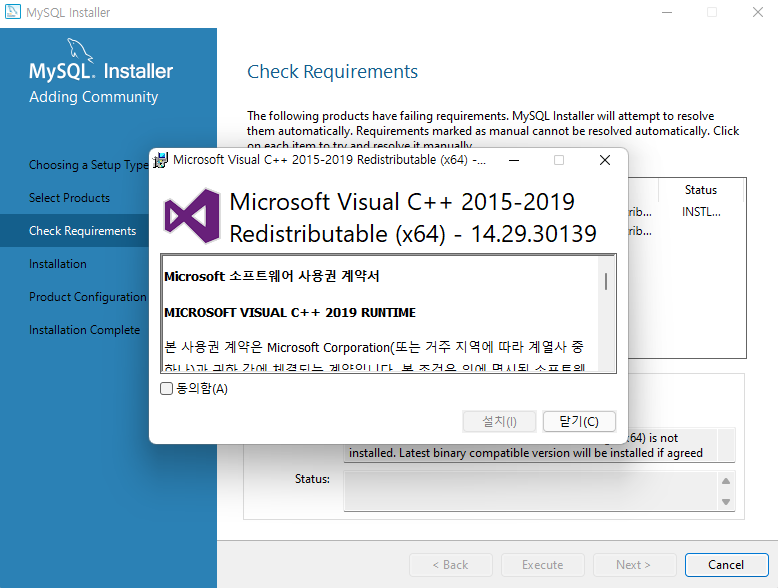 MySQL Installer
MySQL. Installer
Adding Community
Choosing a Setup Type
Select Products
Check Requirements
Installation
Product Configuration
Installation Complete
Check Requirements
The following products have failing requirements. MySQL Installer will attempt to resolve
them automatically. Requirements marked as manual cannot be resolved automatically. Click
on each item to try and resolve it manually.
Status
rib... INSTL...
rib...
Microsoft Visual C++ 2015-2019 Redistributable (x64) -...
Microsoft Visual C++ 2015-2019
Redistributable (x64) - 14.29.30139
Microsoft 소프트웨어 사용권 계약서
MICROSOFT VISUAL C++ 2019 RUNTIME
본 사용권 계약은 Microsoft Corporation(또는 거주 지역에 따라 계열사 중
하나)과 귀하 간에 체결되는 계약입니다. 본 조건은 위에 명시된 소프트웨
동의함(A)
설치(I)
닫기(C)
x64) is not
installed. Latest binary compatible version will be installed if agreed
Status:
< Back
Execute
Next >
Cancel